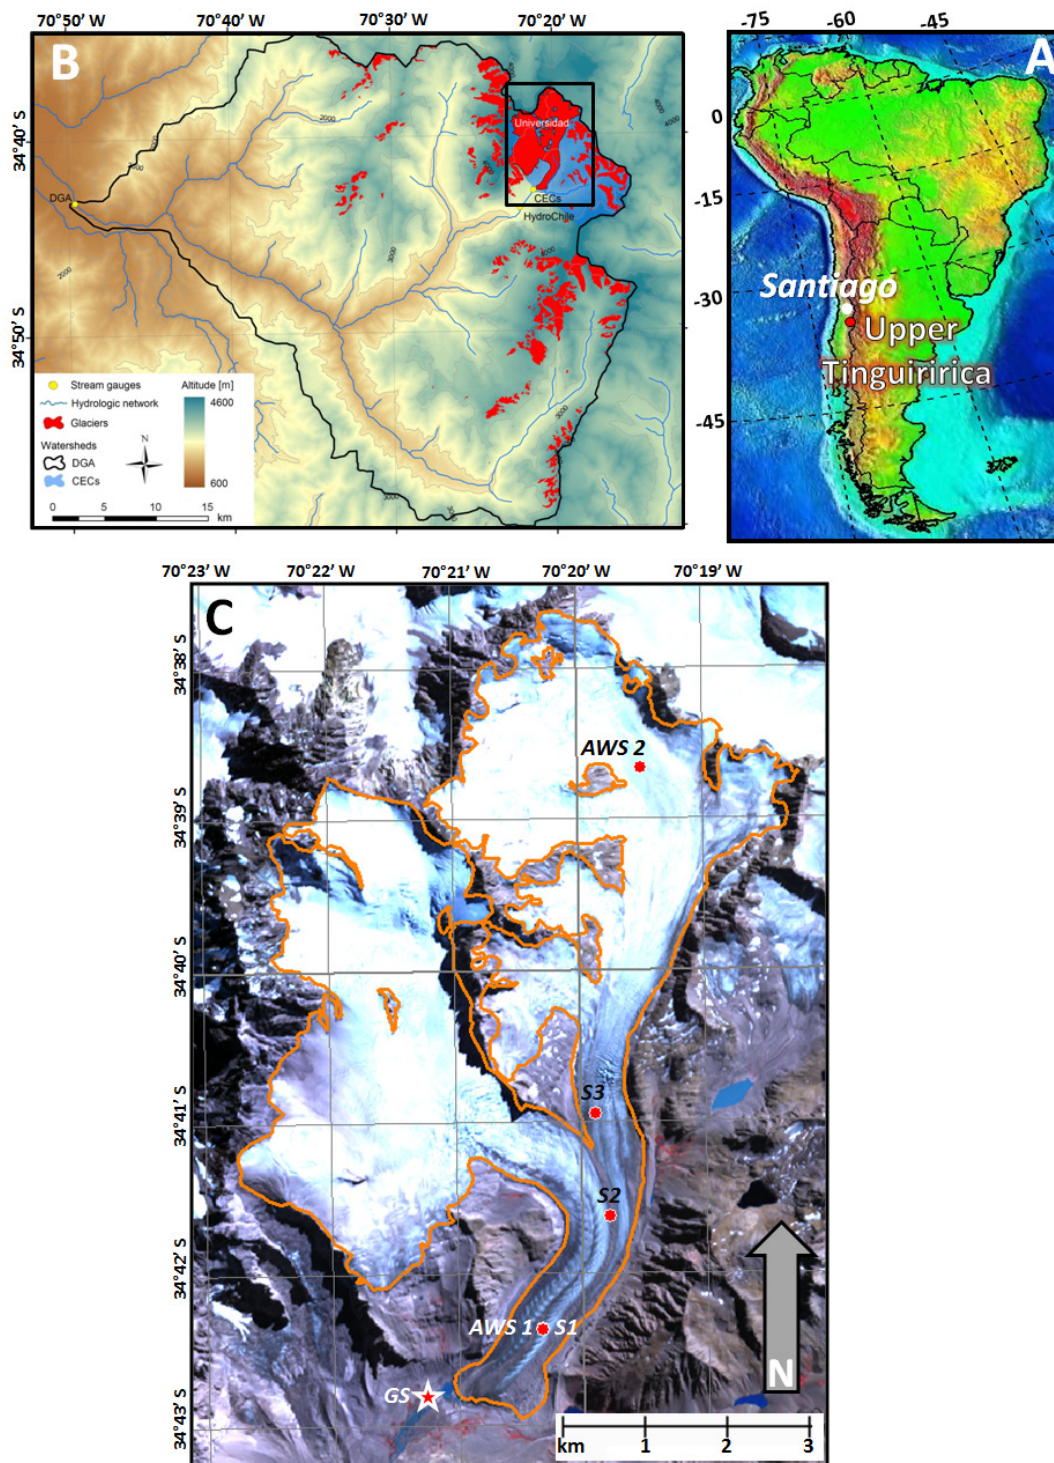 70°50' W
70°40' W
70°30' W
70°20' W
34°40' S
34°50' S
B
2000
4000
4000
Universidad
DGA
CECs
HydroChile
2000
3000
3000
3000
Stream gauges
Hydrologic network
Glaciers
Watersheds
DGA
CECs
Altitude [m]
4600
600
N
0 5 10 15
km
-75
-60
-45
A
0
-15
-30
-45
Santiago
Upper
Tinguiririca
70°23' W
70°22' W
70°21' W
70°20' W
70°19' W
C
34°38' S
34°39' S
34°40' S
34°41' S
34°42' S
34°43' S
AWS 2
S3
S2
AWS 1 S1
GS
N
km 1 2 3